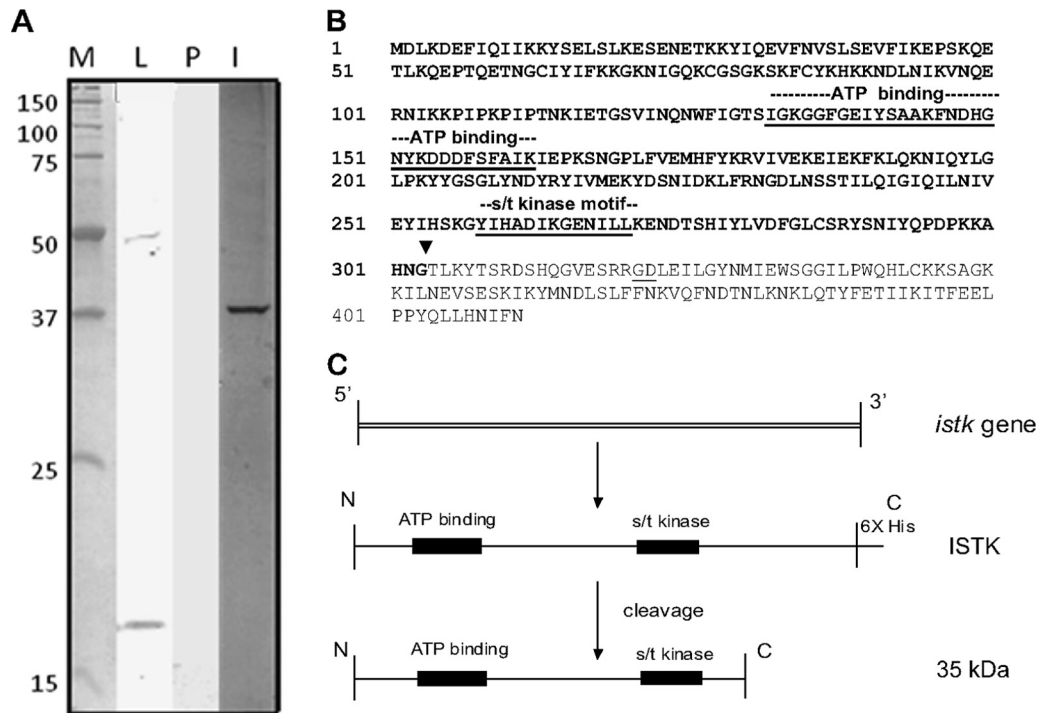 A
M L P I
150
100
75
50
37
25
15
B
1 MDLKDEFIQIIKKYSELSLKESENETKKYIQEVFNVSLSEVFIKEPSKQE
51 TLKQEPTQETNGCIYIFKKGKNIGQKCGSGKSKFCYKHKKNDLNIKVNQE
---------ATP binding---------
101 RNIKKPIPKPIPTNKIETGSVINQNWFIGTSIGKGGFGEIYSAAKFNDHG
---ATP binding---
151 NYKDDDFSFAIKIEPKSNGPLFVEMHFYKRVIVEKEIEKFKLQKNIQYLG
201 LPKYYGSGLYNDYRYIVMEKYDSNIDKLFRNGDLNSSTILQIGIQILNIV
--s/t kinase motif--
251 EYIHSKGYIHADIKGENILLKENDTSHIYLVDFGLCSRYSNIYQPDPKKA
301 HNGTLKYTSRDSHQGVESRRGDLEILGYNMIEWSGGILPWQHLCKKSAGK
KILNEVSESKIKYMNDLSLFFNKVQFNDTNLKNKLQTYFETIIKITFEEL
401 PPYQLLHNIFN
C
5' 3'
istk gene
N C
ATP binding s/t kinase 6X His
ISTK
cleavage
N ATP binding s/t kinase C
35 kDa